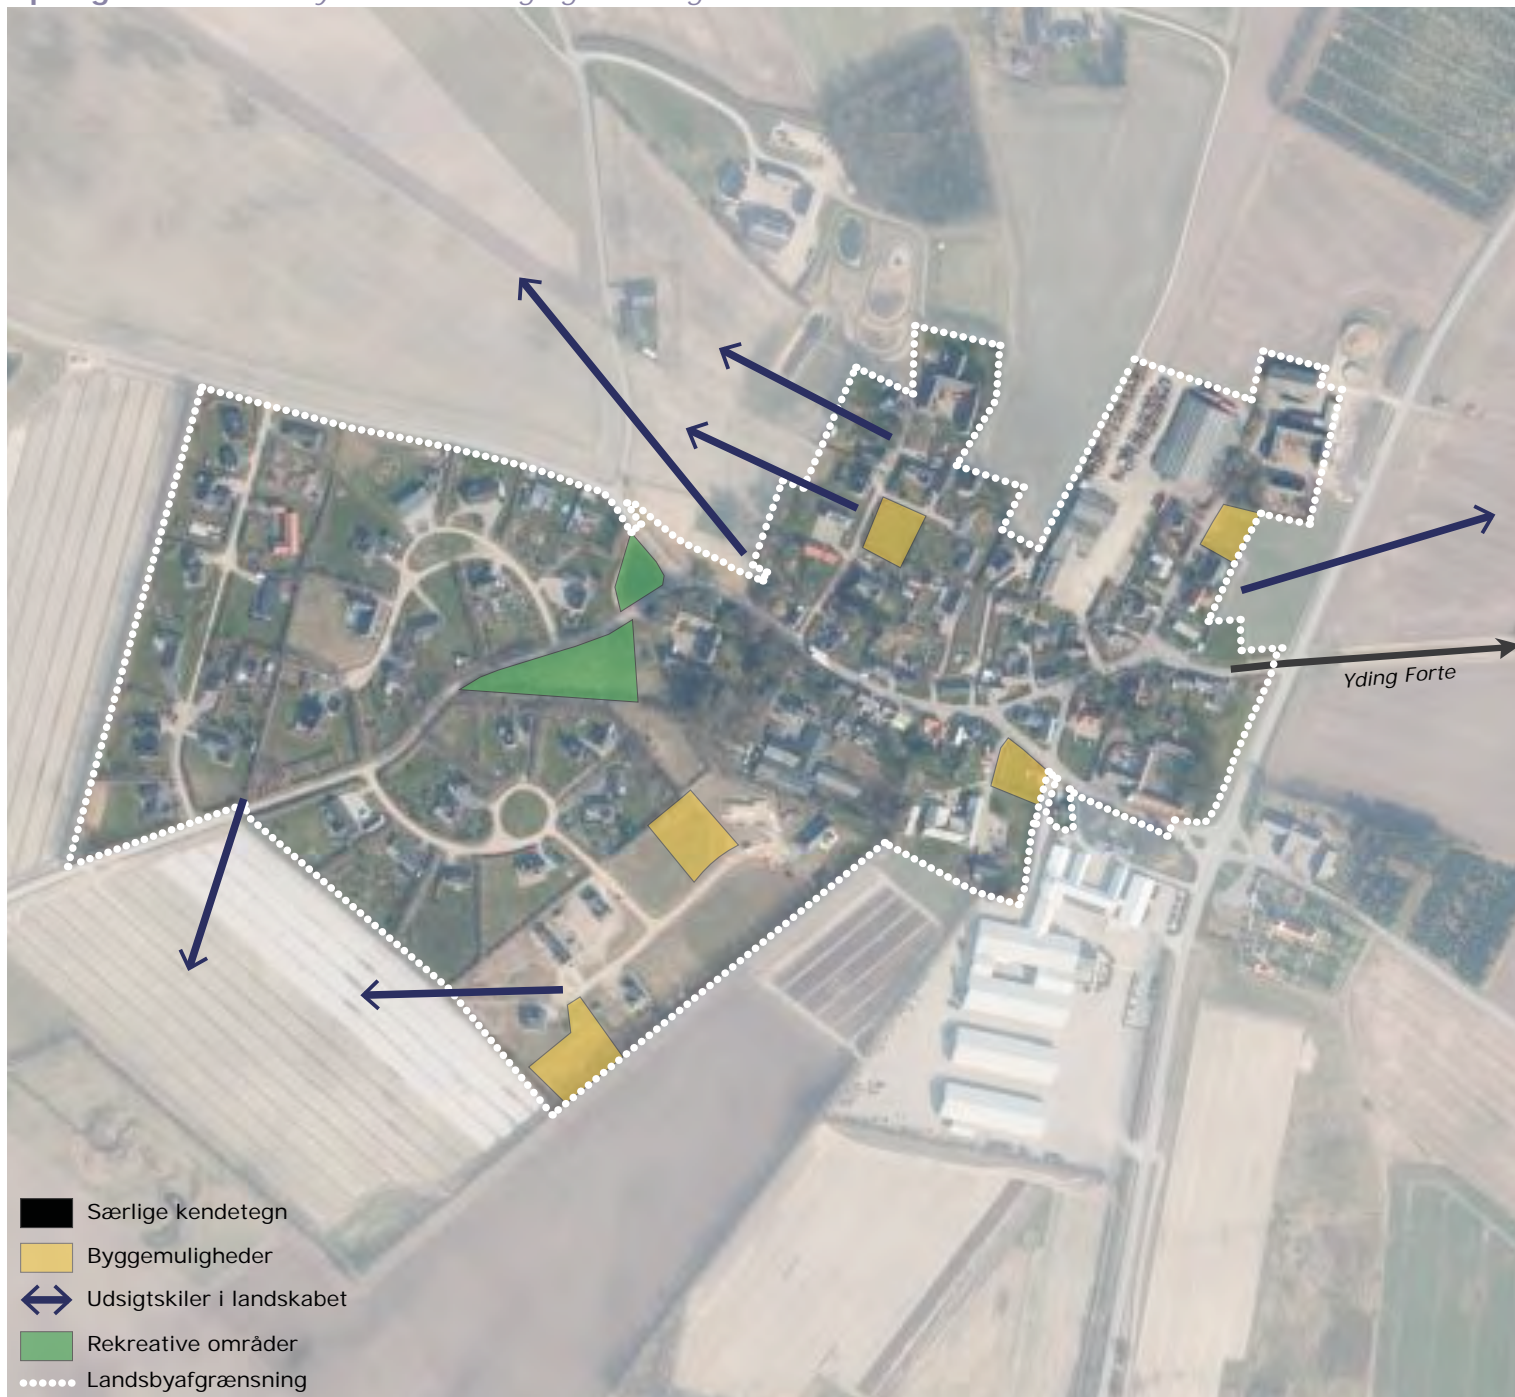 Yding Forte
Særlige kendetegn
Byggemuligheder
Udsigtskiler i landskabet
Rekreative områder
Landsbyafgrænsning